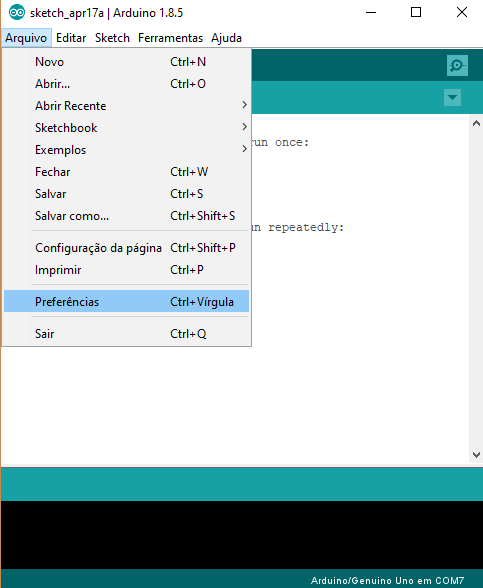 sketch_apr17a | Arduino 1.8.5
Arquivo Editar Sketch Ferramentas Ajuda
Novo Ctrl+N
Abrir... Ctrl+O
Abrir Recente
Sketchbook
Exemplos
run once:
Fechar Ctrl+W
Salvar Ctrl+S
Salvar como... Ctrl+Shift+S
un repeatedly:
Configuração da página Ctrl+Shift+P
Imprimir Ctrl+P
Preferências Ctrl+Vírgula
Sair Ctrl+Q
Arduino/Genuino Uno em COM7